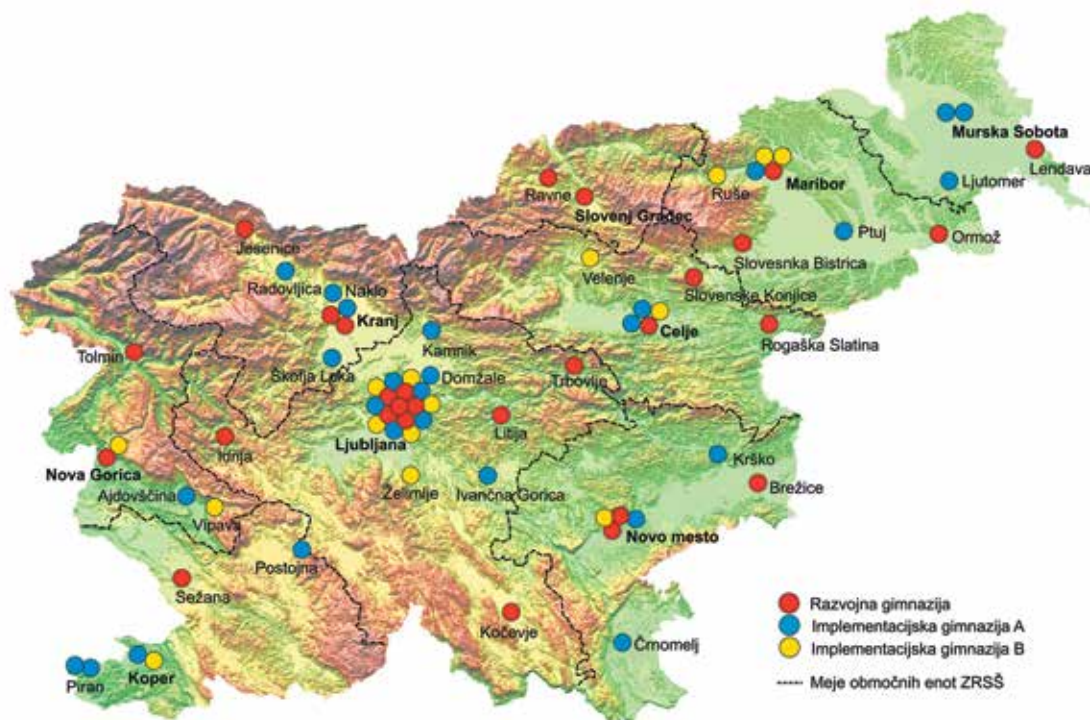 Murska Sobota
Lendava
Ljutomer
Ravne
Slovenj Gradec
Ruše
Maribor
Ptuj
Ormož
Jesenice
Velenje
Slovesnka Bistrica
Radovljica
Naklo
Slovenske Konjice
Kranj
Celje
Rogaška Slatina
Kamnik
Tolmin
Škofja Loka
Domžale
Trbovlje
Ljubljana
Litija
Idrija
Nova Gorica
Krško
Želimlje
Ivančna Gorica
Brežice
Ajdovščina
Vipava
Novo mesto
Postojna
Sežana
Kočevje
Črnomelj
Piran
Koper
Razvojna gimnazija
Implementacijska gimnazija A
Implementacijska gimnazija B
Meje območnih enot ZRSŠ